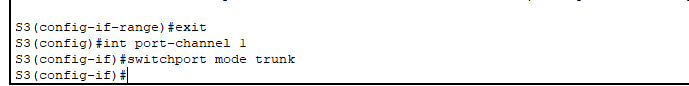 S3(config-if-range)#exit
S3(config)#int port-channel 1
S3(config-if)#switchport mode trunk
S3(config-if)#